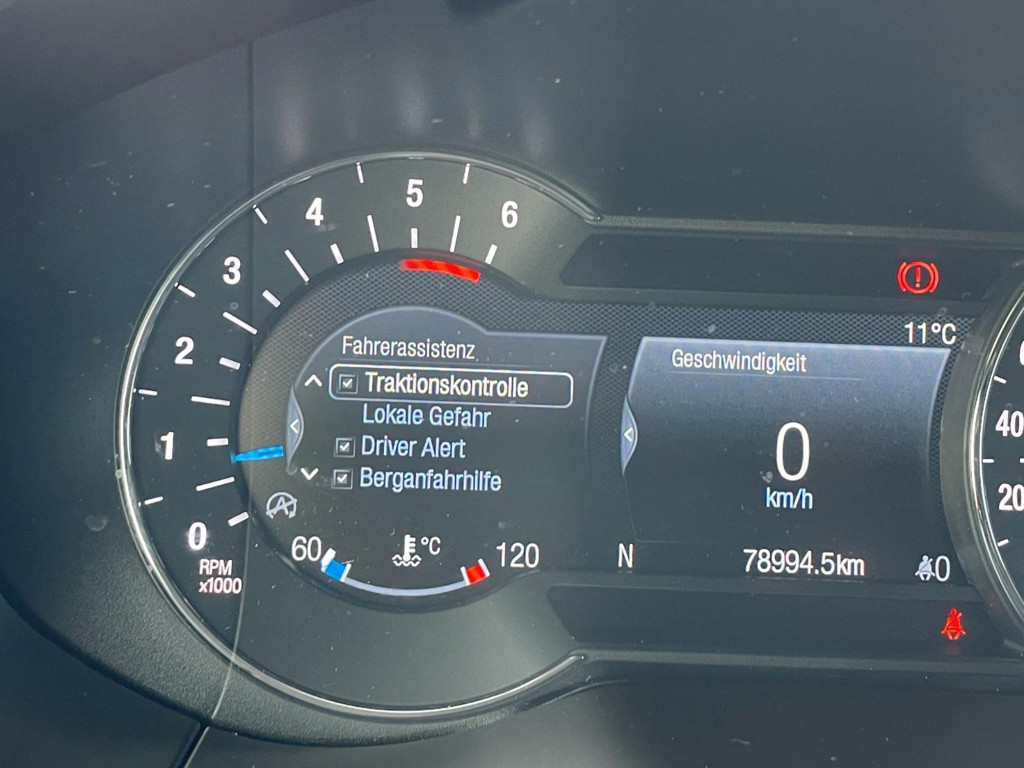 6
5
4
3
2
1
0
RPM
x1000
Fahrerassistenz
Traktionskontrolle
Lokale Gefahr
Driver Alert
Berganfahrhilfe
60
°C
120
11°C
Geschwindigkeit
0
km/h
N
78994.5km
0
40
20